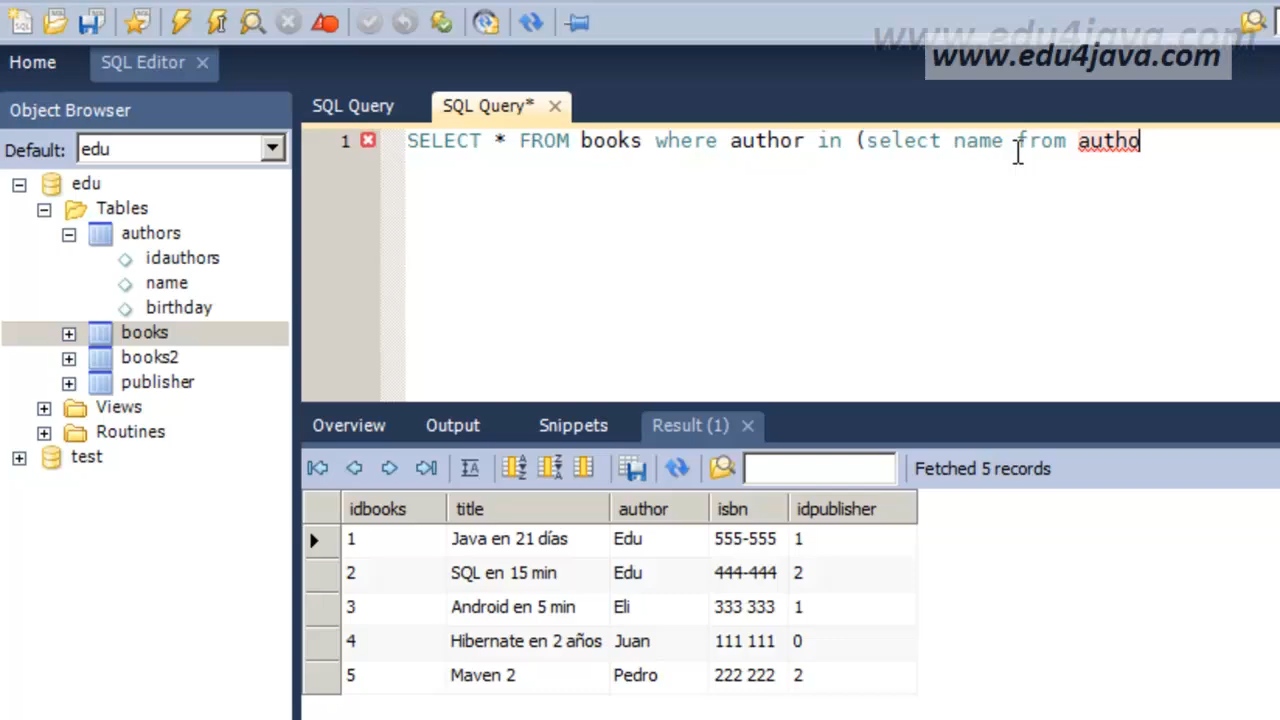 www.edu4java.com
www.edu4java.com
Home
SQL Editor
Object Browser
SQL Query
SQL Query*
Default: edu
1 SELECT * FROM books where author in (select name from autho
edu
Tables
authors
idauthors
name
birthday
books
books2
publisher
Views
Routines
test
Overview Output Snippets Result (1)
Fetched 5 records
idbooks title author isbn idpublisher
1 Java en 21 días Edu 555-555 1
2 SQL en 15 min Edu 444-444 2
3 Android en 5 min Eli 333 333 1
4 Hibernate en 2 años Juan 111 111 0
5 Maven 2 Pedro 222 222 2